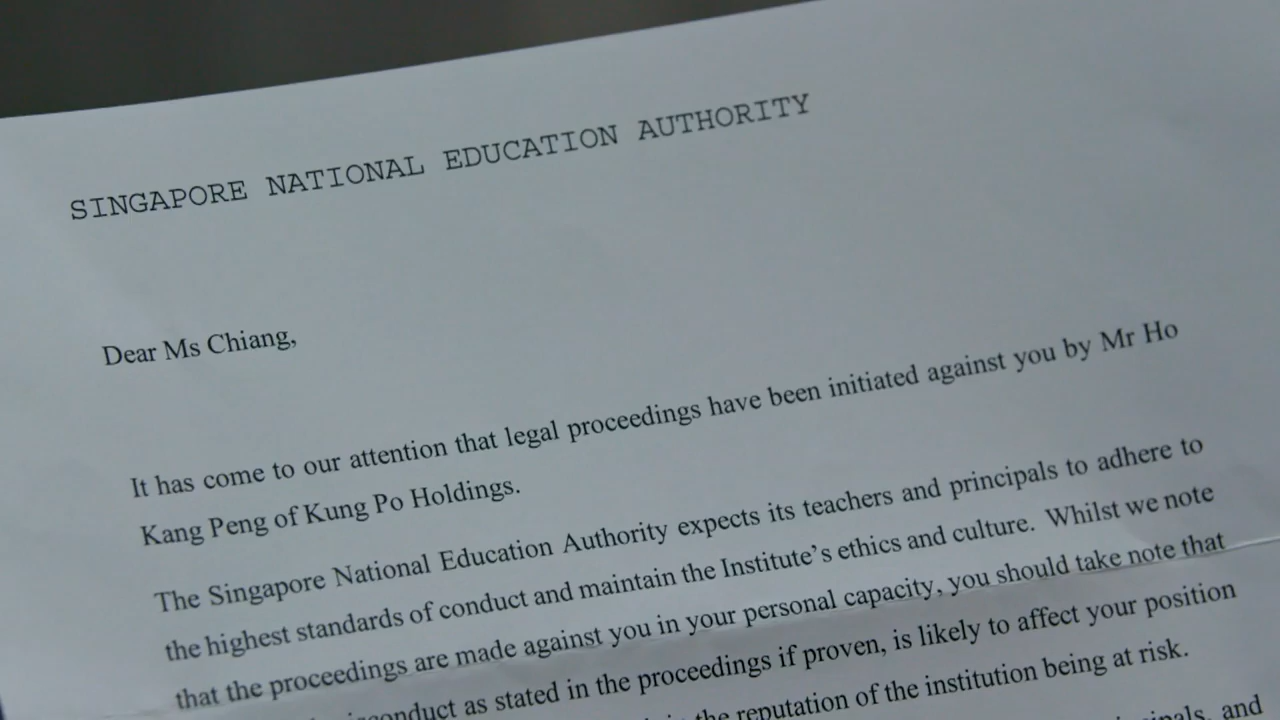 SINGAPORE NATIONAL EDUCATION AUTHORITY
Dear Ms Chiang,
It has come to our attention that legal proceedings have been initiated against you by Mr Ho
Kang Peng of Kung Po Holdings.
The Singapore National Education Authority expects its teachers and principals to adhere to
the highest standards of conduct and maintain the Institute's ethics and culture. Whilst we note
that the proceedings are made against you in your personal capacity, you should take note that
as stated in the proceedings if proven, is likely to affect your position
the reputation of the institution being at risk.
and